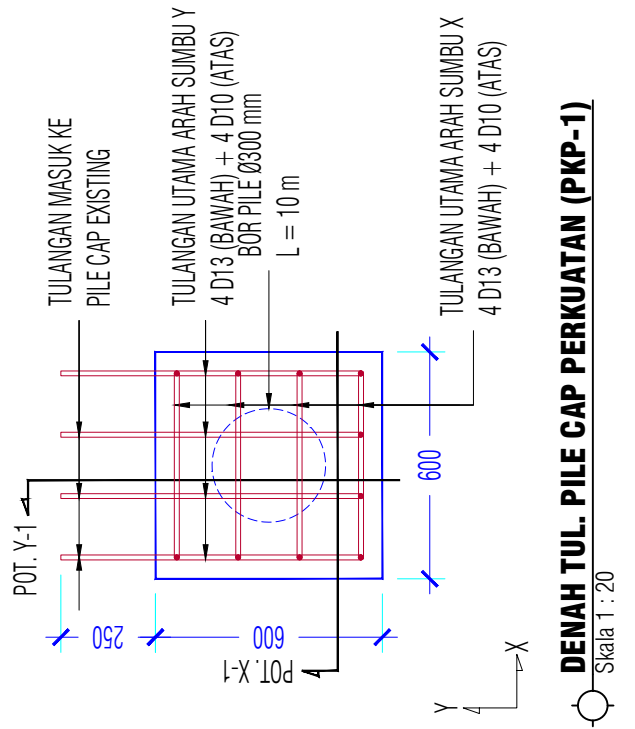 TULANGAN MASUK KE
PILE CAP EXISTING
POT. Y-1
TULANGAN UTAMA ARAH SUMBU Y
4 D13 (BAWAH) + 4 D10 (ATAS)
BOR PILE Ø300 mm
L = 10 m
250
600
POT. X-1
600
TULANGAN UTAMA ARAH SUMBU X
4 D13 (BAWAH) + 4 D10 (ATAS)
Y
X
DENAH TUL. PILE CAP PERKUATAN (PKP-1)
Skala 1 : 20